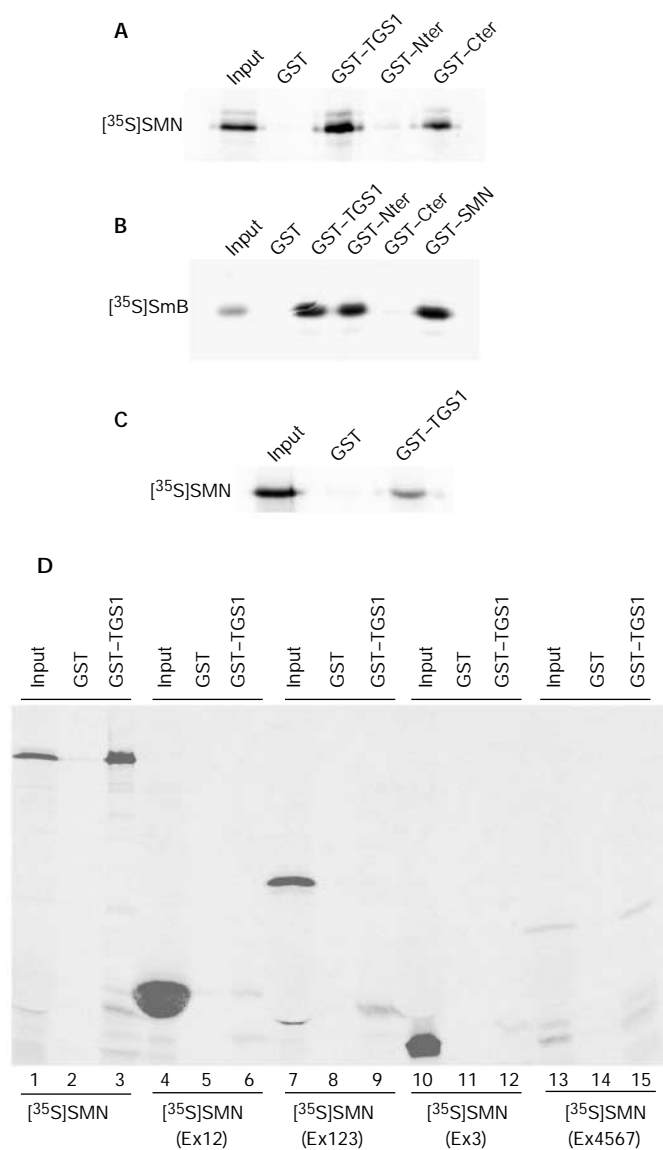 A
Input GST GST–TGS1 GST–Nter GST–Cter
[35S]SMN
B
Input GST GST–TGS1 GST–Nter GST–Cter GST–SMN
[35S]SmB
C
Input GST GST–TGS1
[35S]SMN
D
Input GST GST–TGS1 Input GST GST–TGS1 Input GST GST–TGS1 Input GST GST–TGS1 Input GST GST–TGS1
1 2 3 4 5 6 7 8 9 10 11 12 13 14 15
[35S]SMN [35S]SMN [35S]SMN [35S]SMN [35S]SMN
(Ex12) (Ex123) (Ex3) (Ex4567)